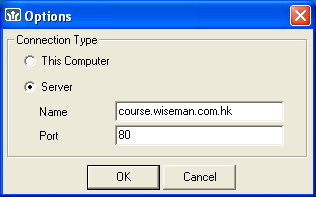 Options
Connection Type
This Computer
Server
Name course.wiseman.com.hk
Port 80
OK Cancel